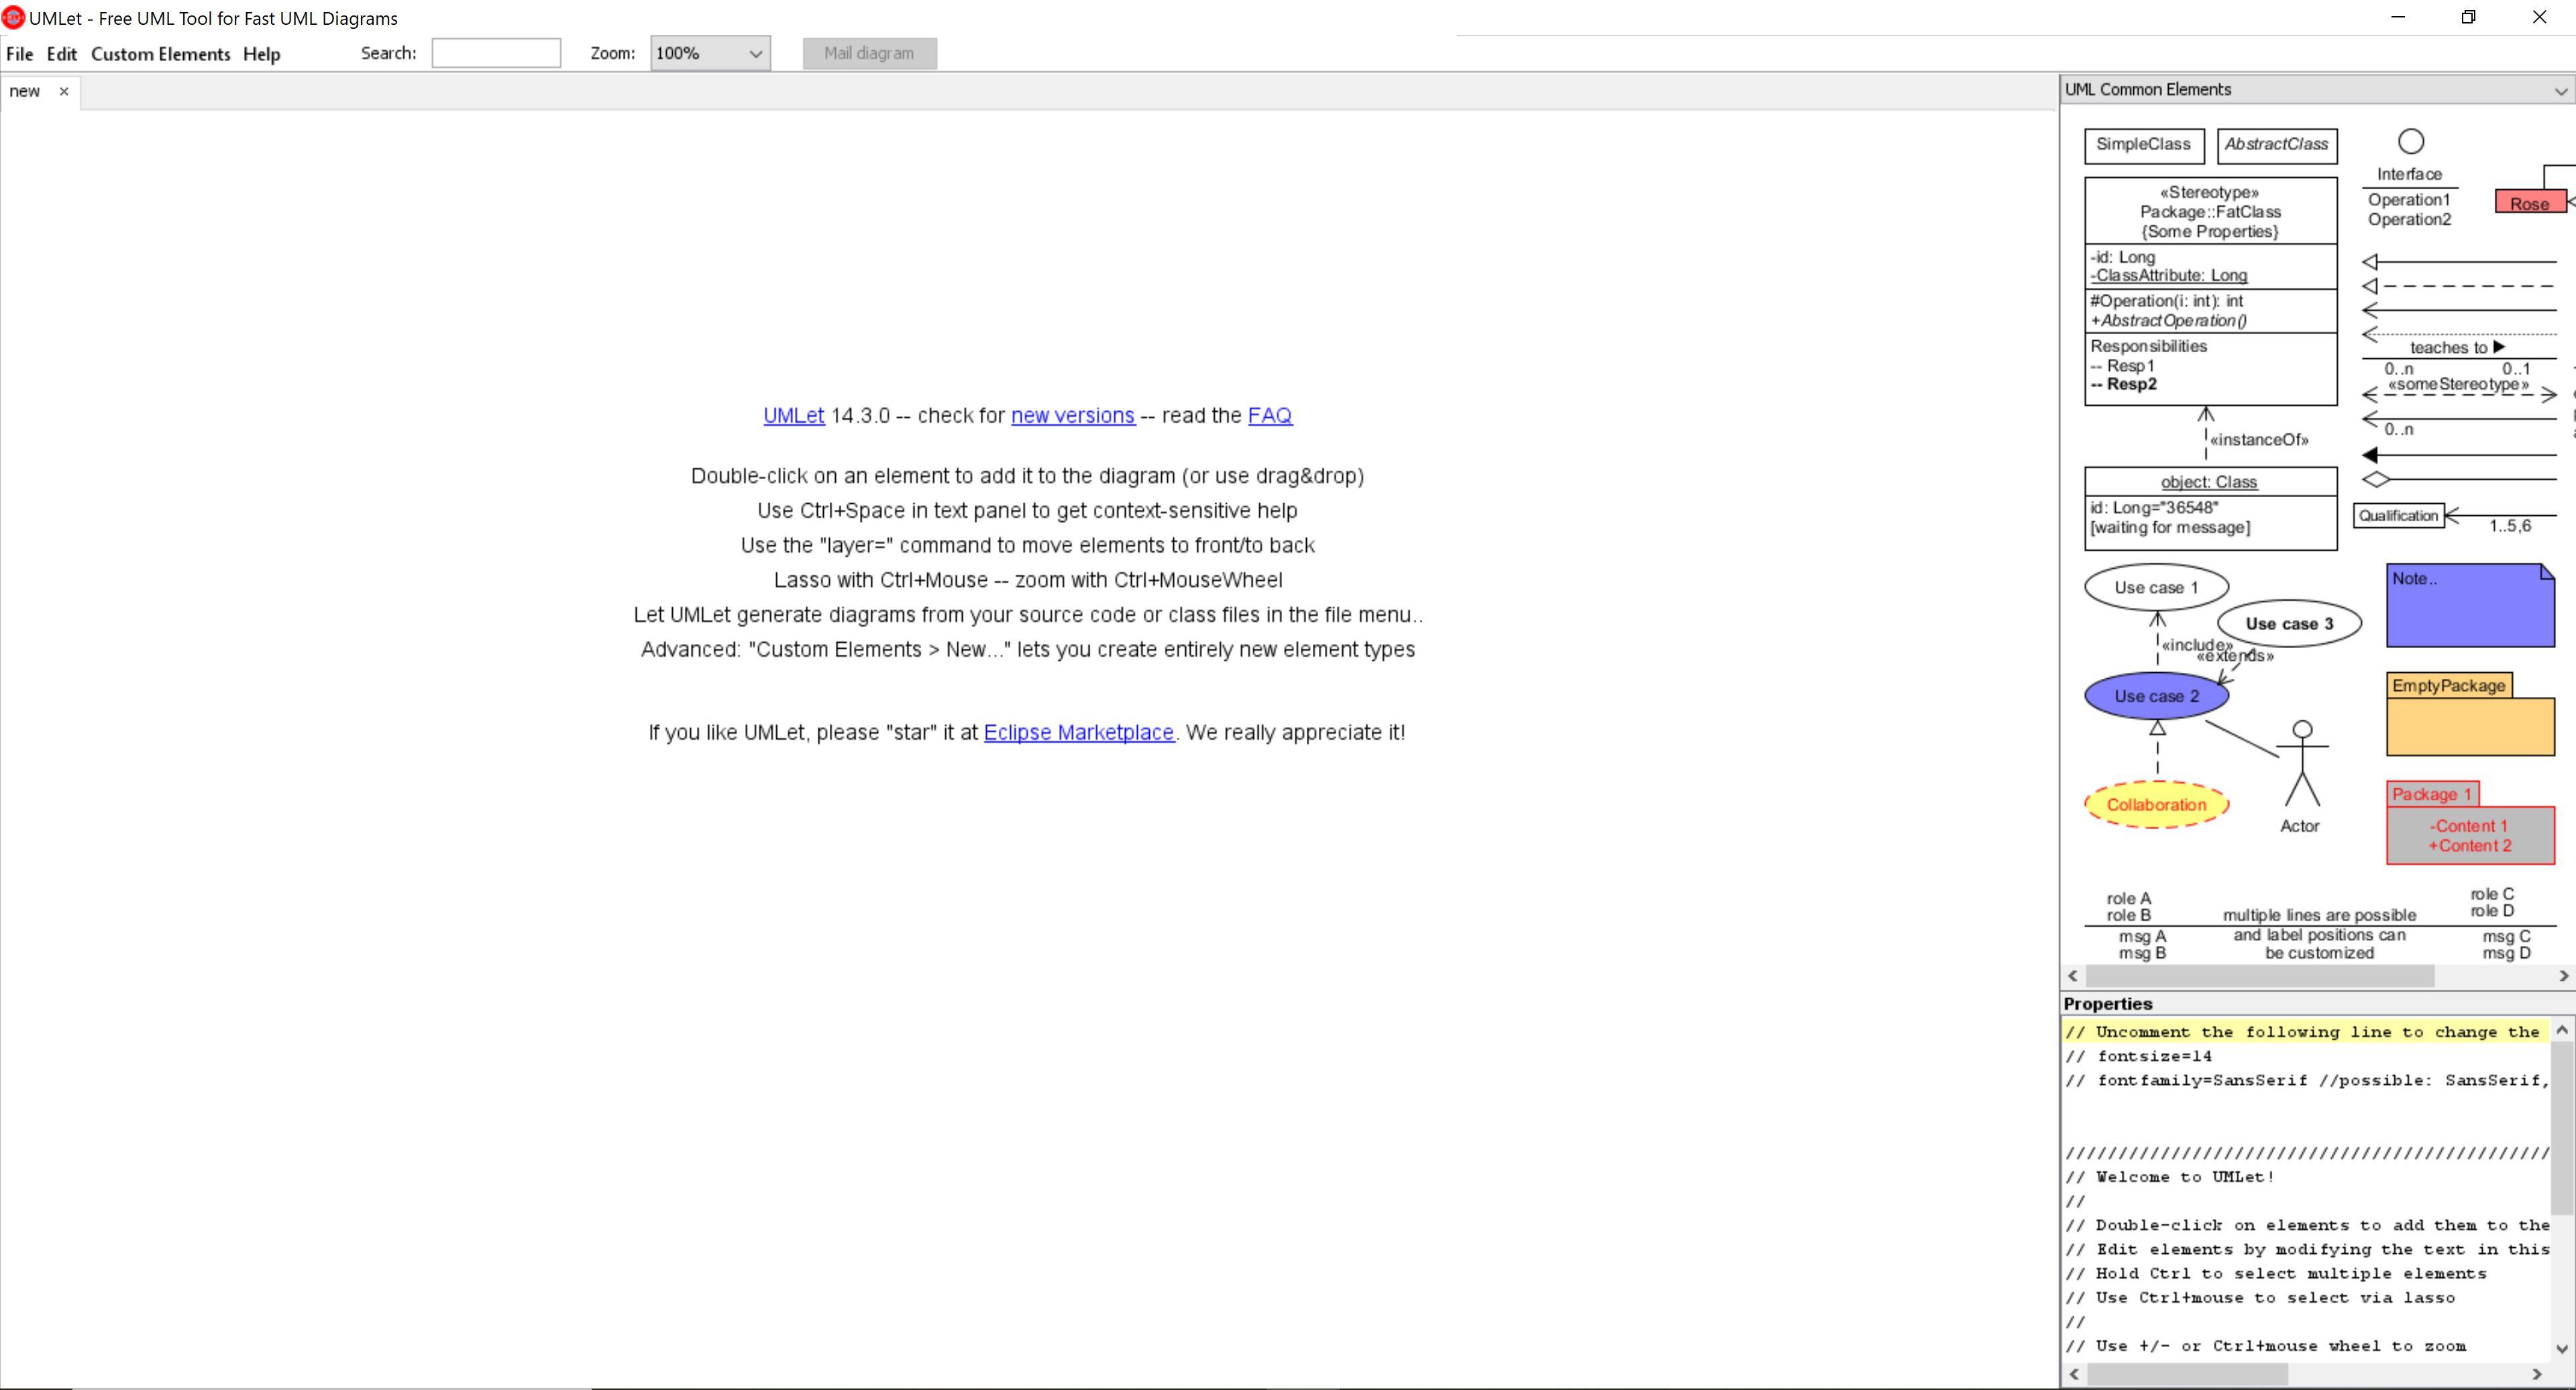 UMLet - Free UML Tool for Fast UML Diagrams
File Edit Custom Elements Help Search: Zoom: 100% Mail diagram
new
UMLet 14.3.0 -- check for new versions -- read the FAQ
Double-click on an element to add it to the diagram (or use drag&drop)
Use Ctrl+Space in text panel to get context-sensitive help
Use the "layer=" command to move elements to front/to back
Lasso with Ctrl+Mouse -- zoom with Ctrl+MouseWheel
Let UMLet generate diagrams from your source code or class files in the file menu..
Advanced: "Custom Elements > New..." lets you create entirely new element types
If you like UMLet, please "star" it at Eclipse Marketplace. We really appreciate it!
UML Common Elements
SimpleClass
AbstractClass
«Stereotype»
Package::FatClass
{Some Properties}
-id: Long
-ClassAttribute: Long
#Operation(i: int): int
+AbstractOperation()
Responsibilities
-- Resp1
-- Resp2
Interface
Operation1
Operation2
Rose
teaches to
0..n 0..1
«someStereotype»
0..n
«instanceOf»
object: Class
id: Long="36548"
[waiting for message]
Qualification
1..5,6
Use case 1
Use case 3
«include»
«extends»
Use case 2
Collaboration
Actor
Note..
EmptyPackage
Package 1
-Content 1
+Content 2
role A
role B
msg A
msg B
multiple lines are possible
and label positions can
be customized
role C
role D
msg C
msg D
Properties
// Uncomment the following line to change the
// fontsize=14
// fontfamily=SansSerif //possible: SansSerif,
//////////////////////////////////////////////
// Welcome to UMLet!
//
// Double-click on elements to add them to the
// Edit elements by modifying the text in this
// Hold Ctrl to select multiple elements
// Use Ctrl+mouse to select via lasso
//
// Use +/- or Ctrl+mouse wheel to zoom